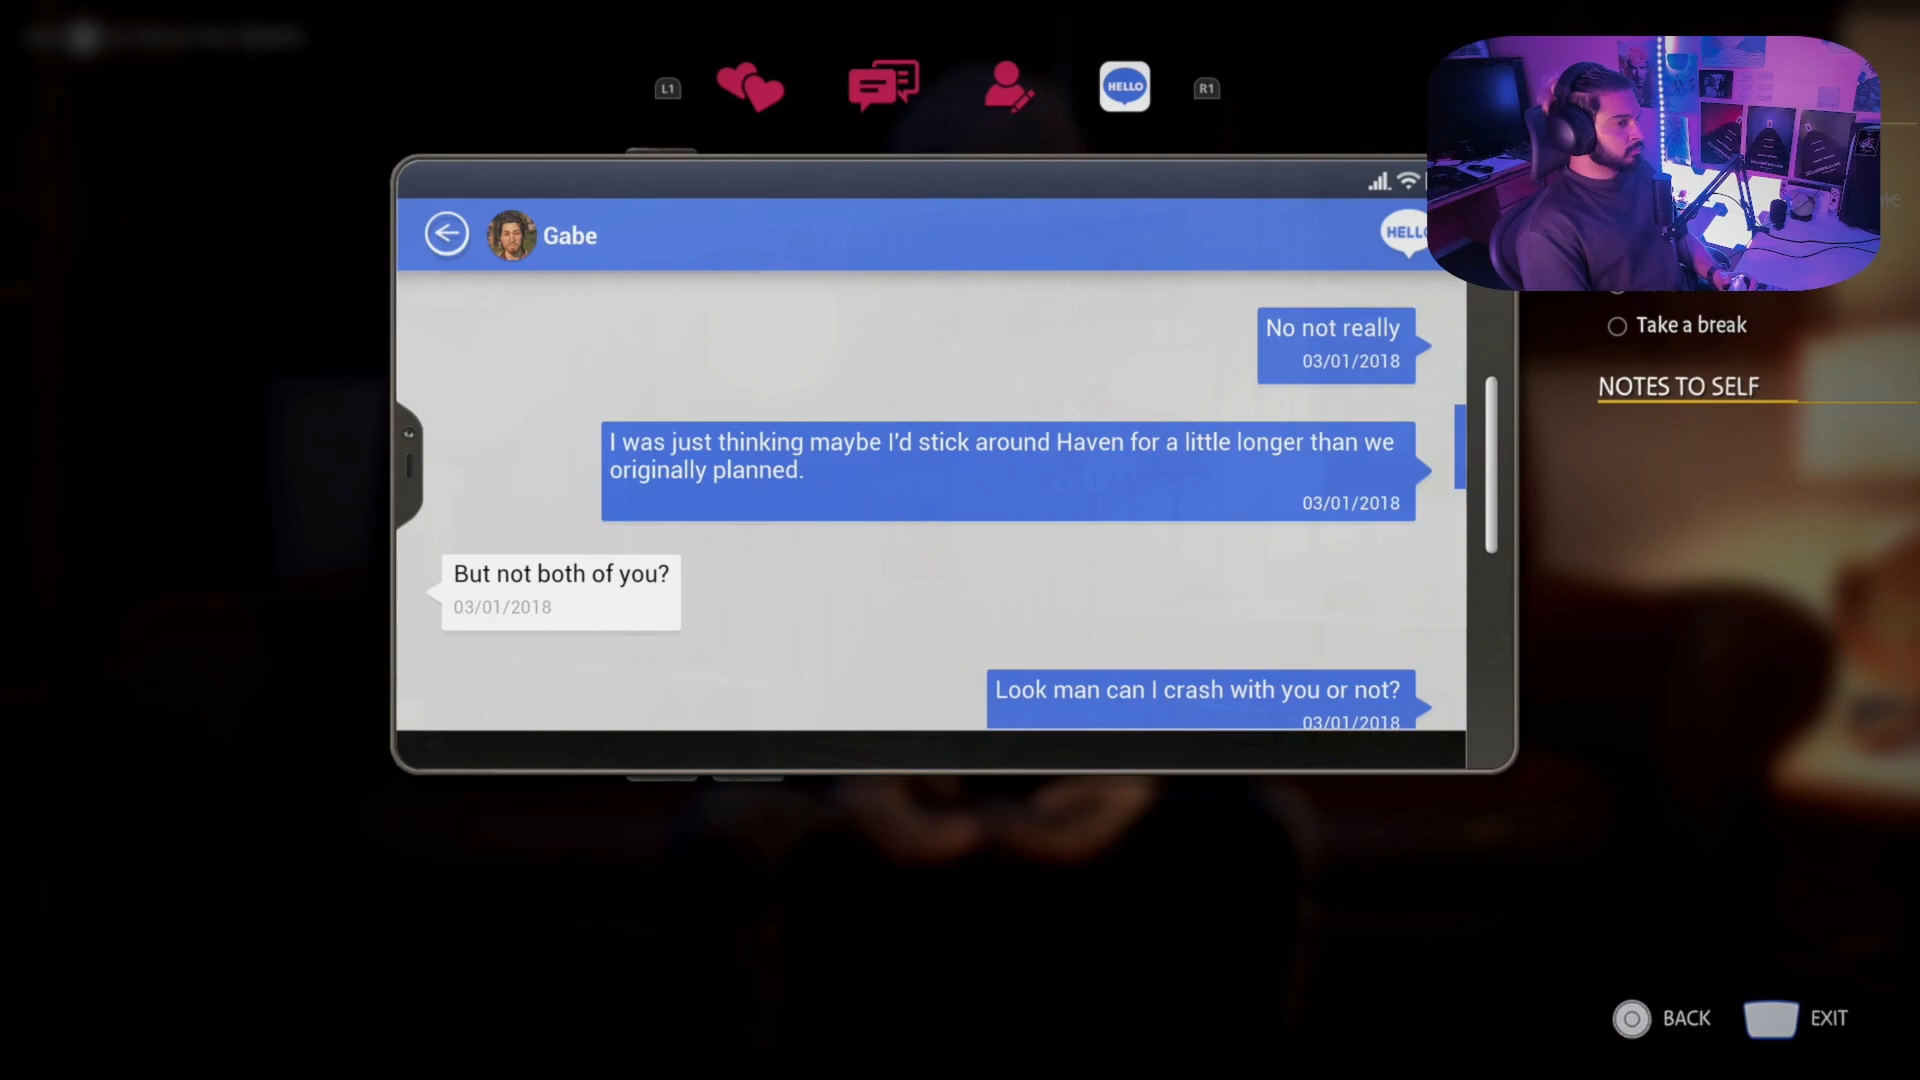 L1
HELLO
R1
Gabe
HELLO
No not really
03/01/2018
I was just thinking maybe I'd stick around Haven for a little longer than we
originally planned.
03/01/2018
But not both of you?
03/01/2018
Look man can I crash with you or not?
03/01/2018
Take a break
NOTES TO SELF
BACK
EXIT